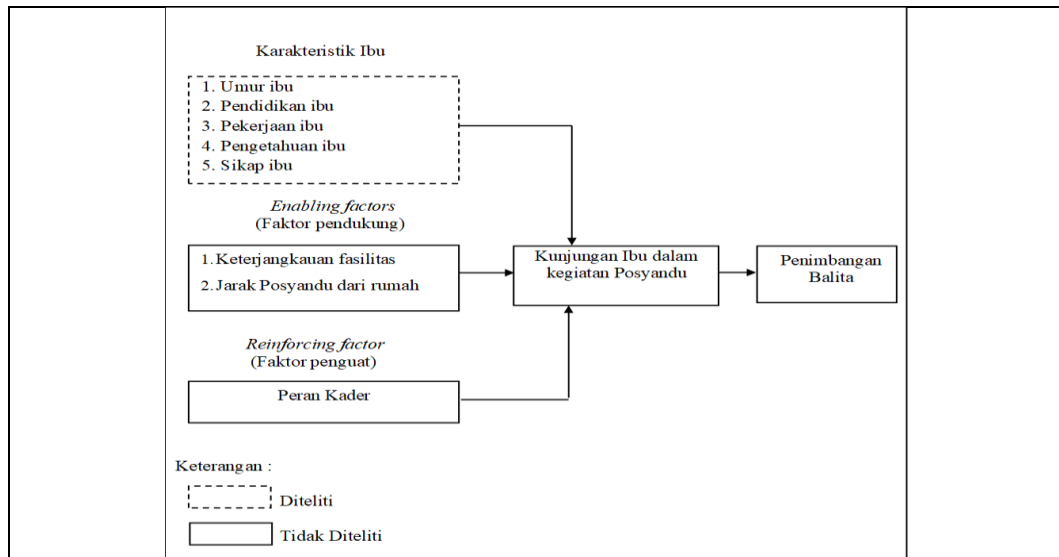 Karakteristik Ibu
1. Umur ibu
2. Pendidikan ibu
3. Pekerjaan ibu
4. Pengetahuan ibu
5. Sikap ibu
Enabling factors
(Faktor pendukung)
1. Keterjangkauan fasilitas
2. Jarak Posyandu dari rumah
Kunjungan Ibu dalam
kegiatan Posyandu
Penimbangan
Balita
Reinforcing factor
(Faktor penguat)
Peran Kader
Keterangan :
Diteliti
Tidak Diteliti